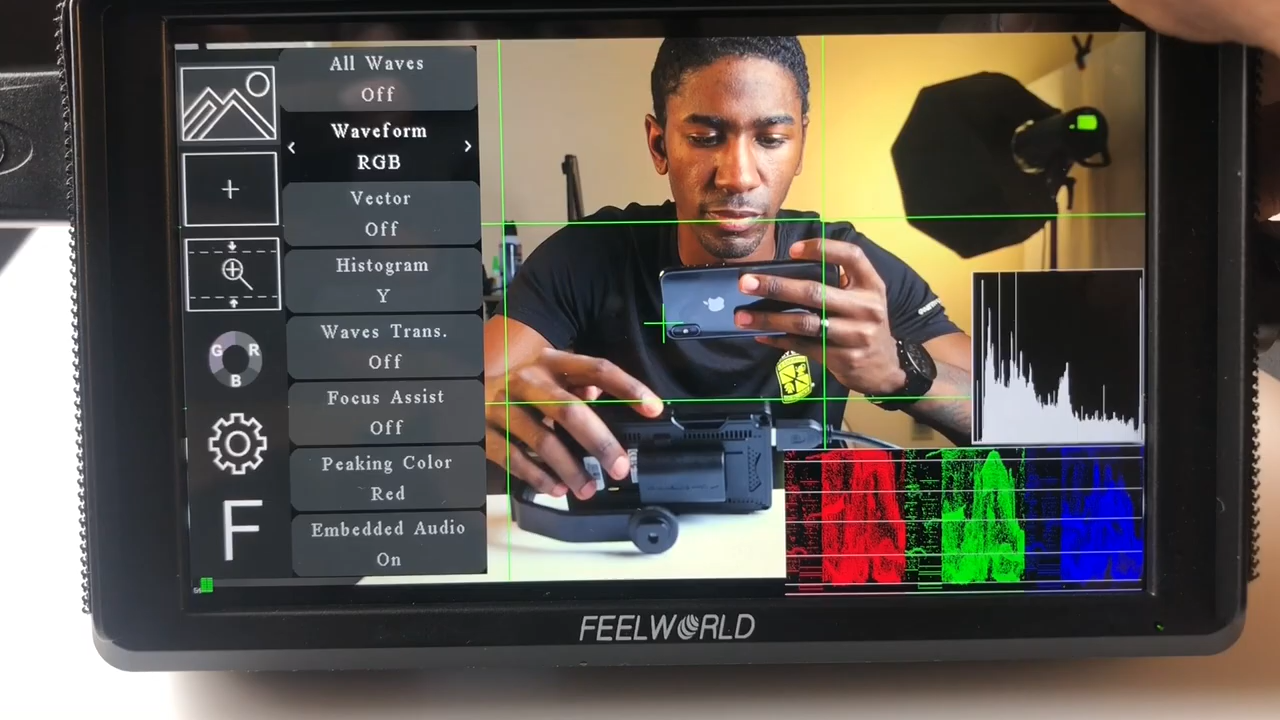 All Waves
Off
Waveform
< RGB >
Vector
Off
Histogram
Y
Waves Trans.
Off
Focus Assist
Off
Peaking Color
Red
Embedded Audio
On
G R
B
F
FEELWORLD